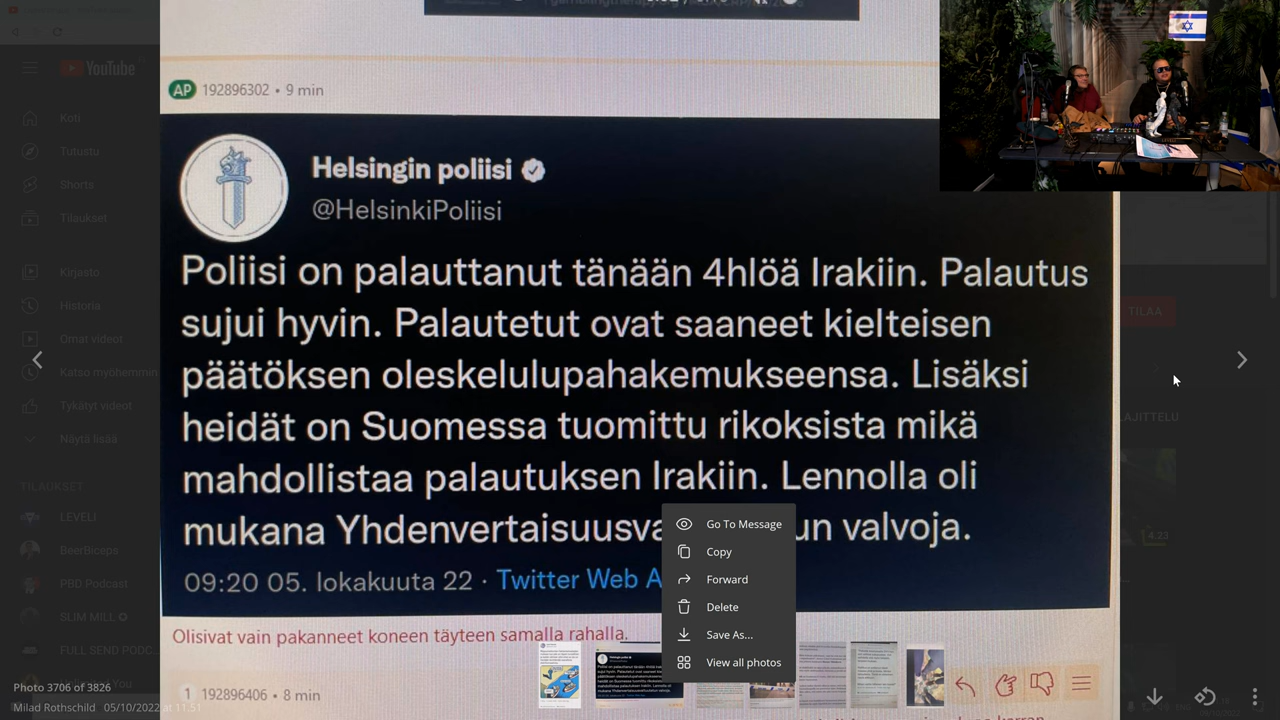 YouTube
AP 192896302 • 9 min
Koti
Tutustu
Shorts
Tilaukset
Kirjasto
Historia
Omat videot
Katso myöhemmin
Tykätyt videot
Näytä lisää
TILAUKSET
LEVELI
BeerBiceps
PBD Podcast
SLIM MILL
FULL SEND PODC...
Helsingin poliisi
@HelsinkiPoliisi
Poliisi on palauttanut tänään 4hlöä Irakiin. Palautus
sujui hyvin. Palautetut ovat saaneet kielteisen
päätöksen oleskelulupahakemukseensa. Lisäksi
heidät on Suomessa tuomittu rikoksista mikä
mahdollistaa palautuksen Irakiin. Lennolla oli
mukana Yhdenvertaisuusva un valvoja.
09:20 05. lokakuuta 22 · Twitter Web A
Go To Message
Copy
Forward
Delete
Save As...
View all photos
Olisivat vain pakanneet koneen täyteen samalla rahalla.
1 192896406 • 8 min
TILAA
LAJITTELU
4.23
Photo 3706 of 3826
Milad Rothschild 05/10/2022 at 11.51